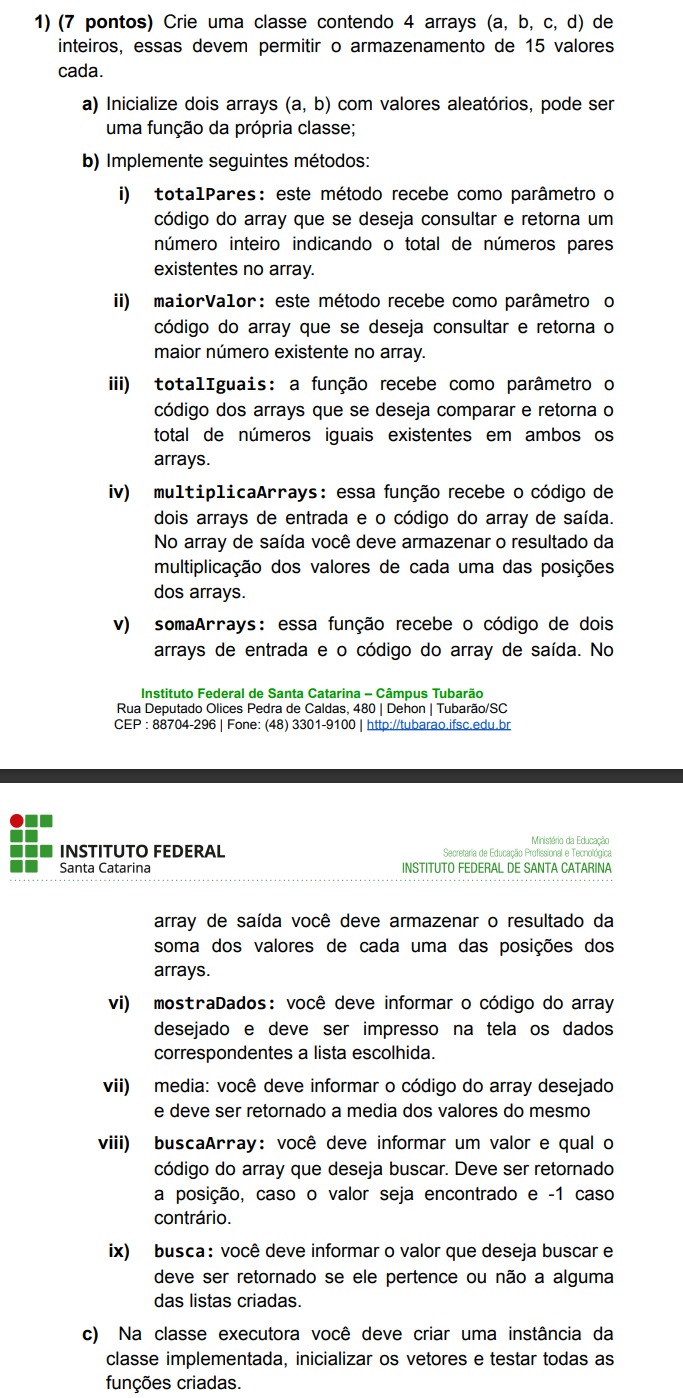 1) (7 pontos) Crie uma classe contendo 4 arrays (a, b, c, d) de
inteiros, essas devem permitir o armazenamento de 15 valores
cada.
a) Inicialize dois arrays (a, b) com valores aleatórios, pode ser
uma função da própria classe;
b) Implemente seguintes métodos:
i) totalPares: este método recebe como parâmetro o
código do array que se deseja consultar e retorna um
número inteiro indicando o total de números pares
existentes no array.
ii) maiorValor: este método recebe como parâmetro o
código do array que se deseja consultar e retorna o
maior número existente no array.
iii) totalIguais: a função recebe como parâmetro o
código dos arrays que se deseja comparar e retorna o
total de números iguais existentes em ambos os
arrays.
iv) multiplicaArrays: essa função recebe o código de
dois arrays de entrada e o código do array de saída.
No array de saída você deve armazenar o resultado da
multiplicação dos valores de cada uma das posições
dos arrays.
v) somaArrays: essa função recebe o código de dois
arrays de entrada e o código do array de saída. No
Instituto Federal de Santa Catarina – Câmpus Tubarão
Rua Deputado Olices Pedra de Caldas, 480 | Dehon | Tubarão/SC
CEP : 88704-296 | Fone: (48) 3301-9100 | http://tubarao.ifsc.edu.br
INSTITUTO FEDERAL
Santa Catarina
Ministério da Educação
Secretaria de Educação Profissional e Tecnológica
INSTITUTO FEDERAL DE SANTA CATARINA
array de saída você deve armazenar o resultado da
soma dos valores de cada uma das posições dos
arrays.
vi) mostraDados: você deve informar o código do array
desejado e deve ser impresso na tela os dados
correspondentes a lista escolhida.
vii) media: você deve informar o código do array desejado
e deve ser retornado a media dos valores do mesmo
viii) buscaArray: você deve informar um valor e qual o
código do array que deseja buscar. Deve ser retornado
a posição, caso o valor seja encontrado e -1 caso
contrário.
ix) busca: você deve informar o valor que deseja buscar e
deve ser retornado se ele pertence ou não a alguma
das listas criadas.
c) Na classe executora você deve criar uma instância da
classe implementada, inicializar os vetores e testar todas as
funções criadas.